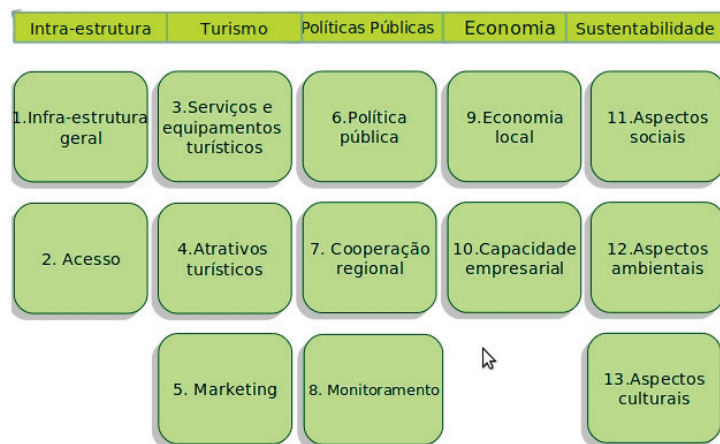 Intra-estrutura
Turismo
Políticas Públicas
Economia
Sustentabilidade
1.Infra-estrutura
geral
3.Serviços e
equipamentos
turísticos
6.Política
pública
9.Economia
local
11.Aspectos
sociais
2. Acesso
4.Atrativos
turísticos
7. Cooperação
regional
10.Capacidade
empresarial
12.Aspectos
ambientais
5. Marketing
8. Monitoramento
13.Aspectos
culturais